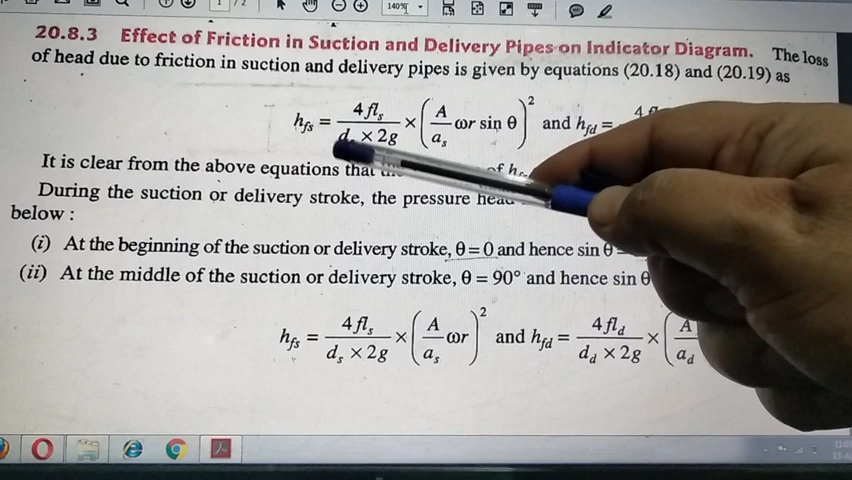 140%
20.8.3 Effect of Friction in Suction and Delivery Pipes on Indicator Diagram. The loss
of head due to friction in suction and delivery pipes is given by equations (20.18) and (20.19) as
h_fs = 4fl_s / d_s × 2g × (A/a_s ωr sin θ)² and h_fd =
It is clear from the above equations that of h
During the suction or delivery stroke, the pressure head
below :
(i) At the beginning of the suction or delivery stroke, θ = 0 and hence sin θ
(ii) At the middle of the suction or delivery stroke, θ = 90° and hence sin θ
h_fs = 4fl_s / d_s × 2g × (A/a_s ωr)² and h_fd = 4fl_d / d_d × 2g × (A/a_d